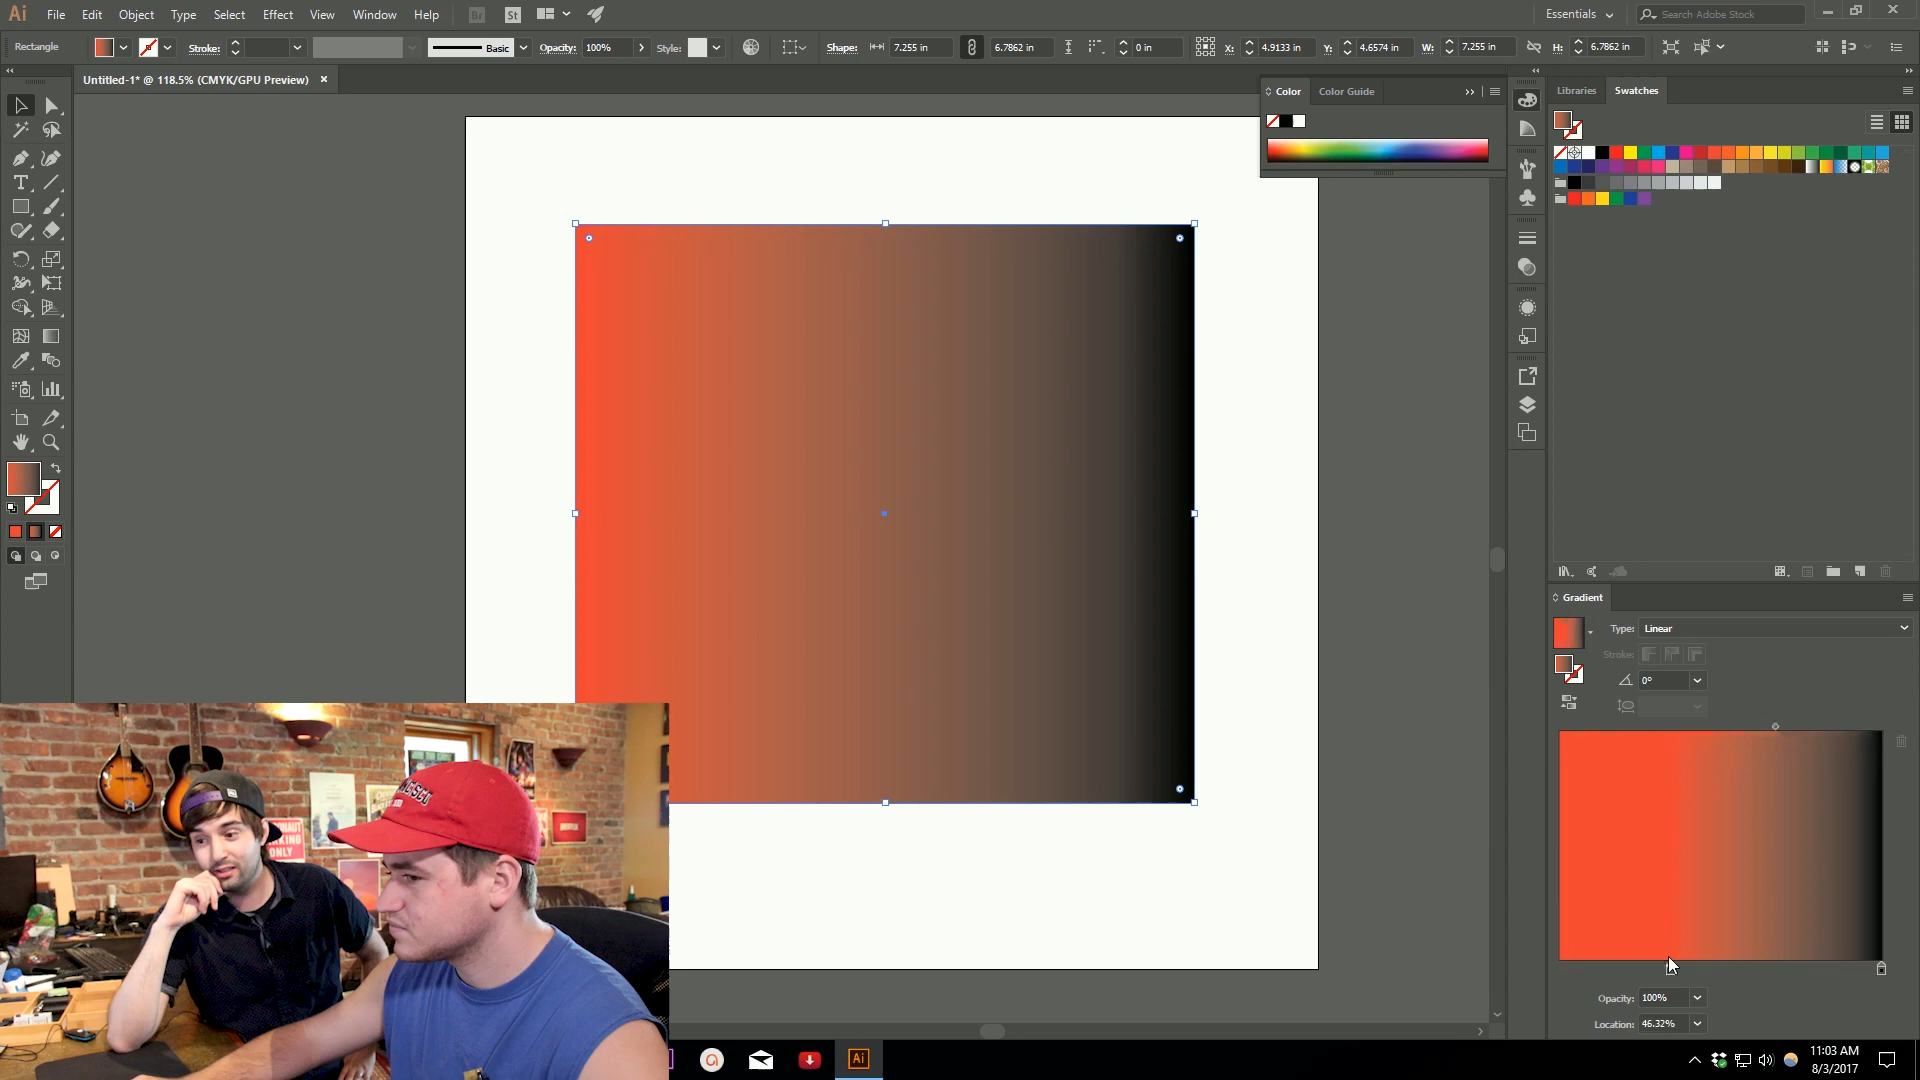 Ai File Edit Object Type Select Effect View Window Help Br St Essentials Search Adobe Stock
Rectangle Stroke: Basic Opacity: 100% Style: Shape: 7.255 in 6.7862 in 0 in X: 4.9133 in Y: 4.6574 in W: 7.255 in H: 6.7862 in
Untitled-1* @ 118.5% (CMYK/GPU Preview) ×
Color Color Guide
Libraries Swatches
Gradient
Type: Linear
Stroke:
0°
ONLY
Opacity: 100%
Location: 46.32%
Ai
11:03 AM
8/3/2017